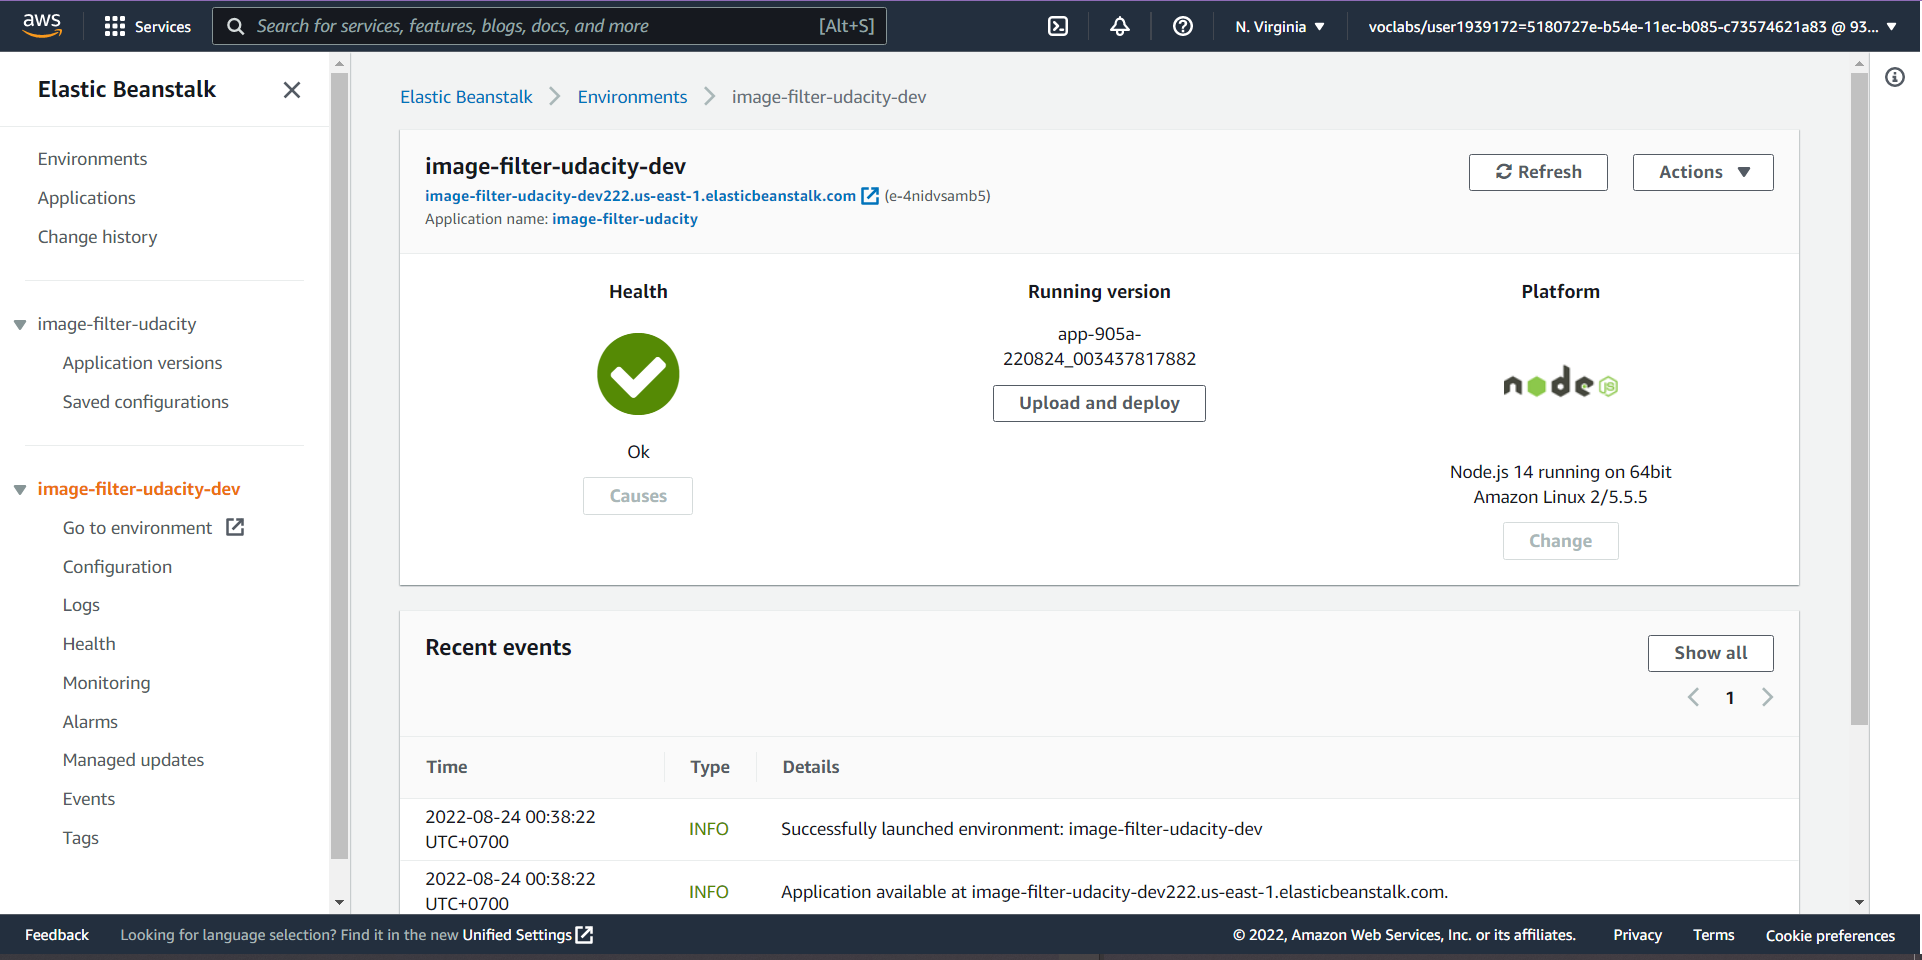 aws
Services
Search for services, features, blogs, docs, and more
[Alt+S]
N. Virginia
voclabs/user1939172=5180727e-b54e-11ec-b085-c73574621a83 @ 93...
Elastic Beanstalk
Environments
Applications
Change history
image-filter-udacity
Application versions
Saved configurations
image-filter-udacity-dev
Go to environment
Configuration
Logs
Health
Monitoring
Alarms
Managed updates
Events
Tags
Elastic Beanstalk
Environments
image-filter-udacity-dev
image-filter-udacity-dev
image-filter-udacity-dev222.us-east-1.elasticbeanstalk.com (e-4nidvsamb5)
Application name: image-filter-udacity
Refresh
Actions
Health
Ok
Causes
Running version
app-905a-
220824_003437817882
Upload and deploy
Platform
node JS
Node.js 14 running on 64bit
Amazon Linux 2/5.5.5
Change
Recent events
Show all
1
Time
Type
Details
2022-08-24 00:38:22
UTC+0700
INFO
Successfully launched environment: image-filter-udacity-dev
2022-08-24 00:38:22
UTC+0700
INFO
Application available at image-filter-udacity-dev222.us-east-1.elasticbeanstalk.com.
Feedback
Looking for language selection? Find it in the new Unified Settings
© 2022, Amazon Web Services, Inc. or its affiliates.
Privacy
Terms
Cookie preferences